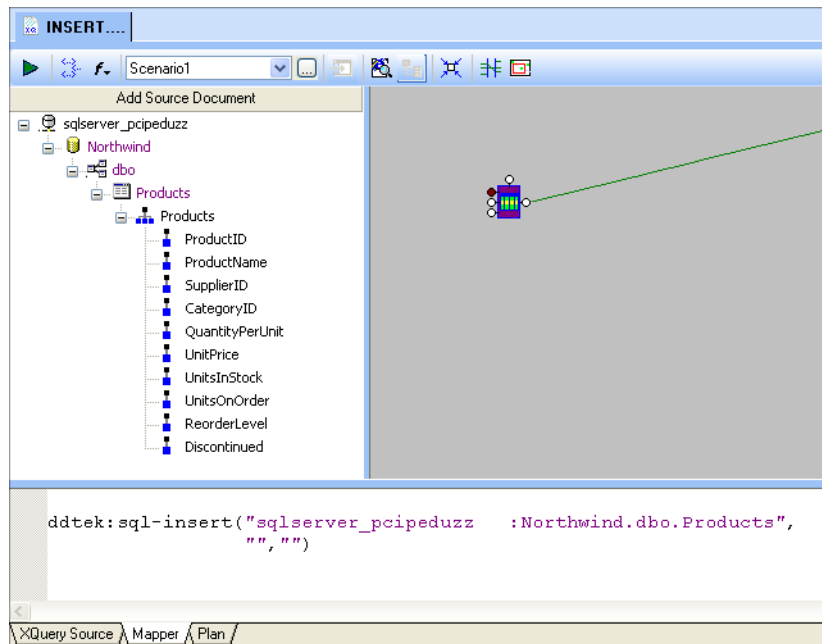 INSERT....
Scenario1
Add Source Document
sqlserver_pcipeduzz
Northwind
dbo
Products
Products
ProductID
ProductName
SupplierID
CategoryID
QuantityPerUnit
UnitPrice
UnitsInStock
UnitsOnOrder
ReorderLevel
Discontinued
ddtek:sql-insert("sqlserver_pcipeduzz   :Northwind.dbo.Products",
"","")
XQuery Source Mapper Plan